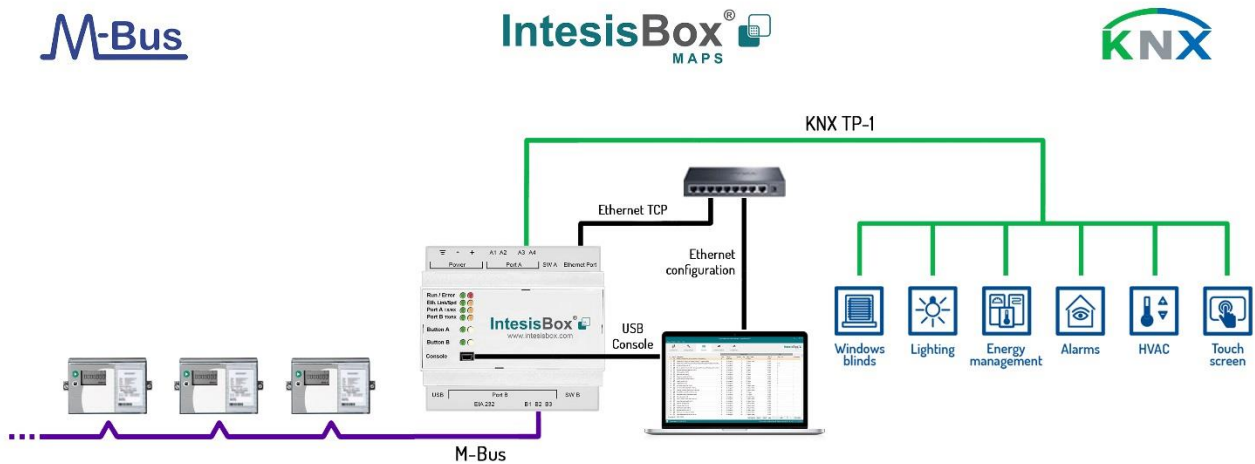 M-Bus
IntesisBox®
MAPS
KNX
KNX TP-1
Ethernet TCP
Ethernet
configuration
- +
A1 A2
A3 A4
Power
Port A
SW A
Ethernet Port
Run / Error
Eth. Link/Spd
Port A
Port B
Button A
Button B
Console
IntesisBox®
www.intesisbox.com
USB
Console
USB
Port B
SW B
EIA 232
B1 B2 B3
M-Bus
Windows
blinds
Lighting
Energy
management
Alarms
HVAC
Touch
screen